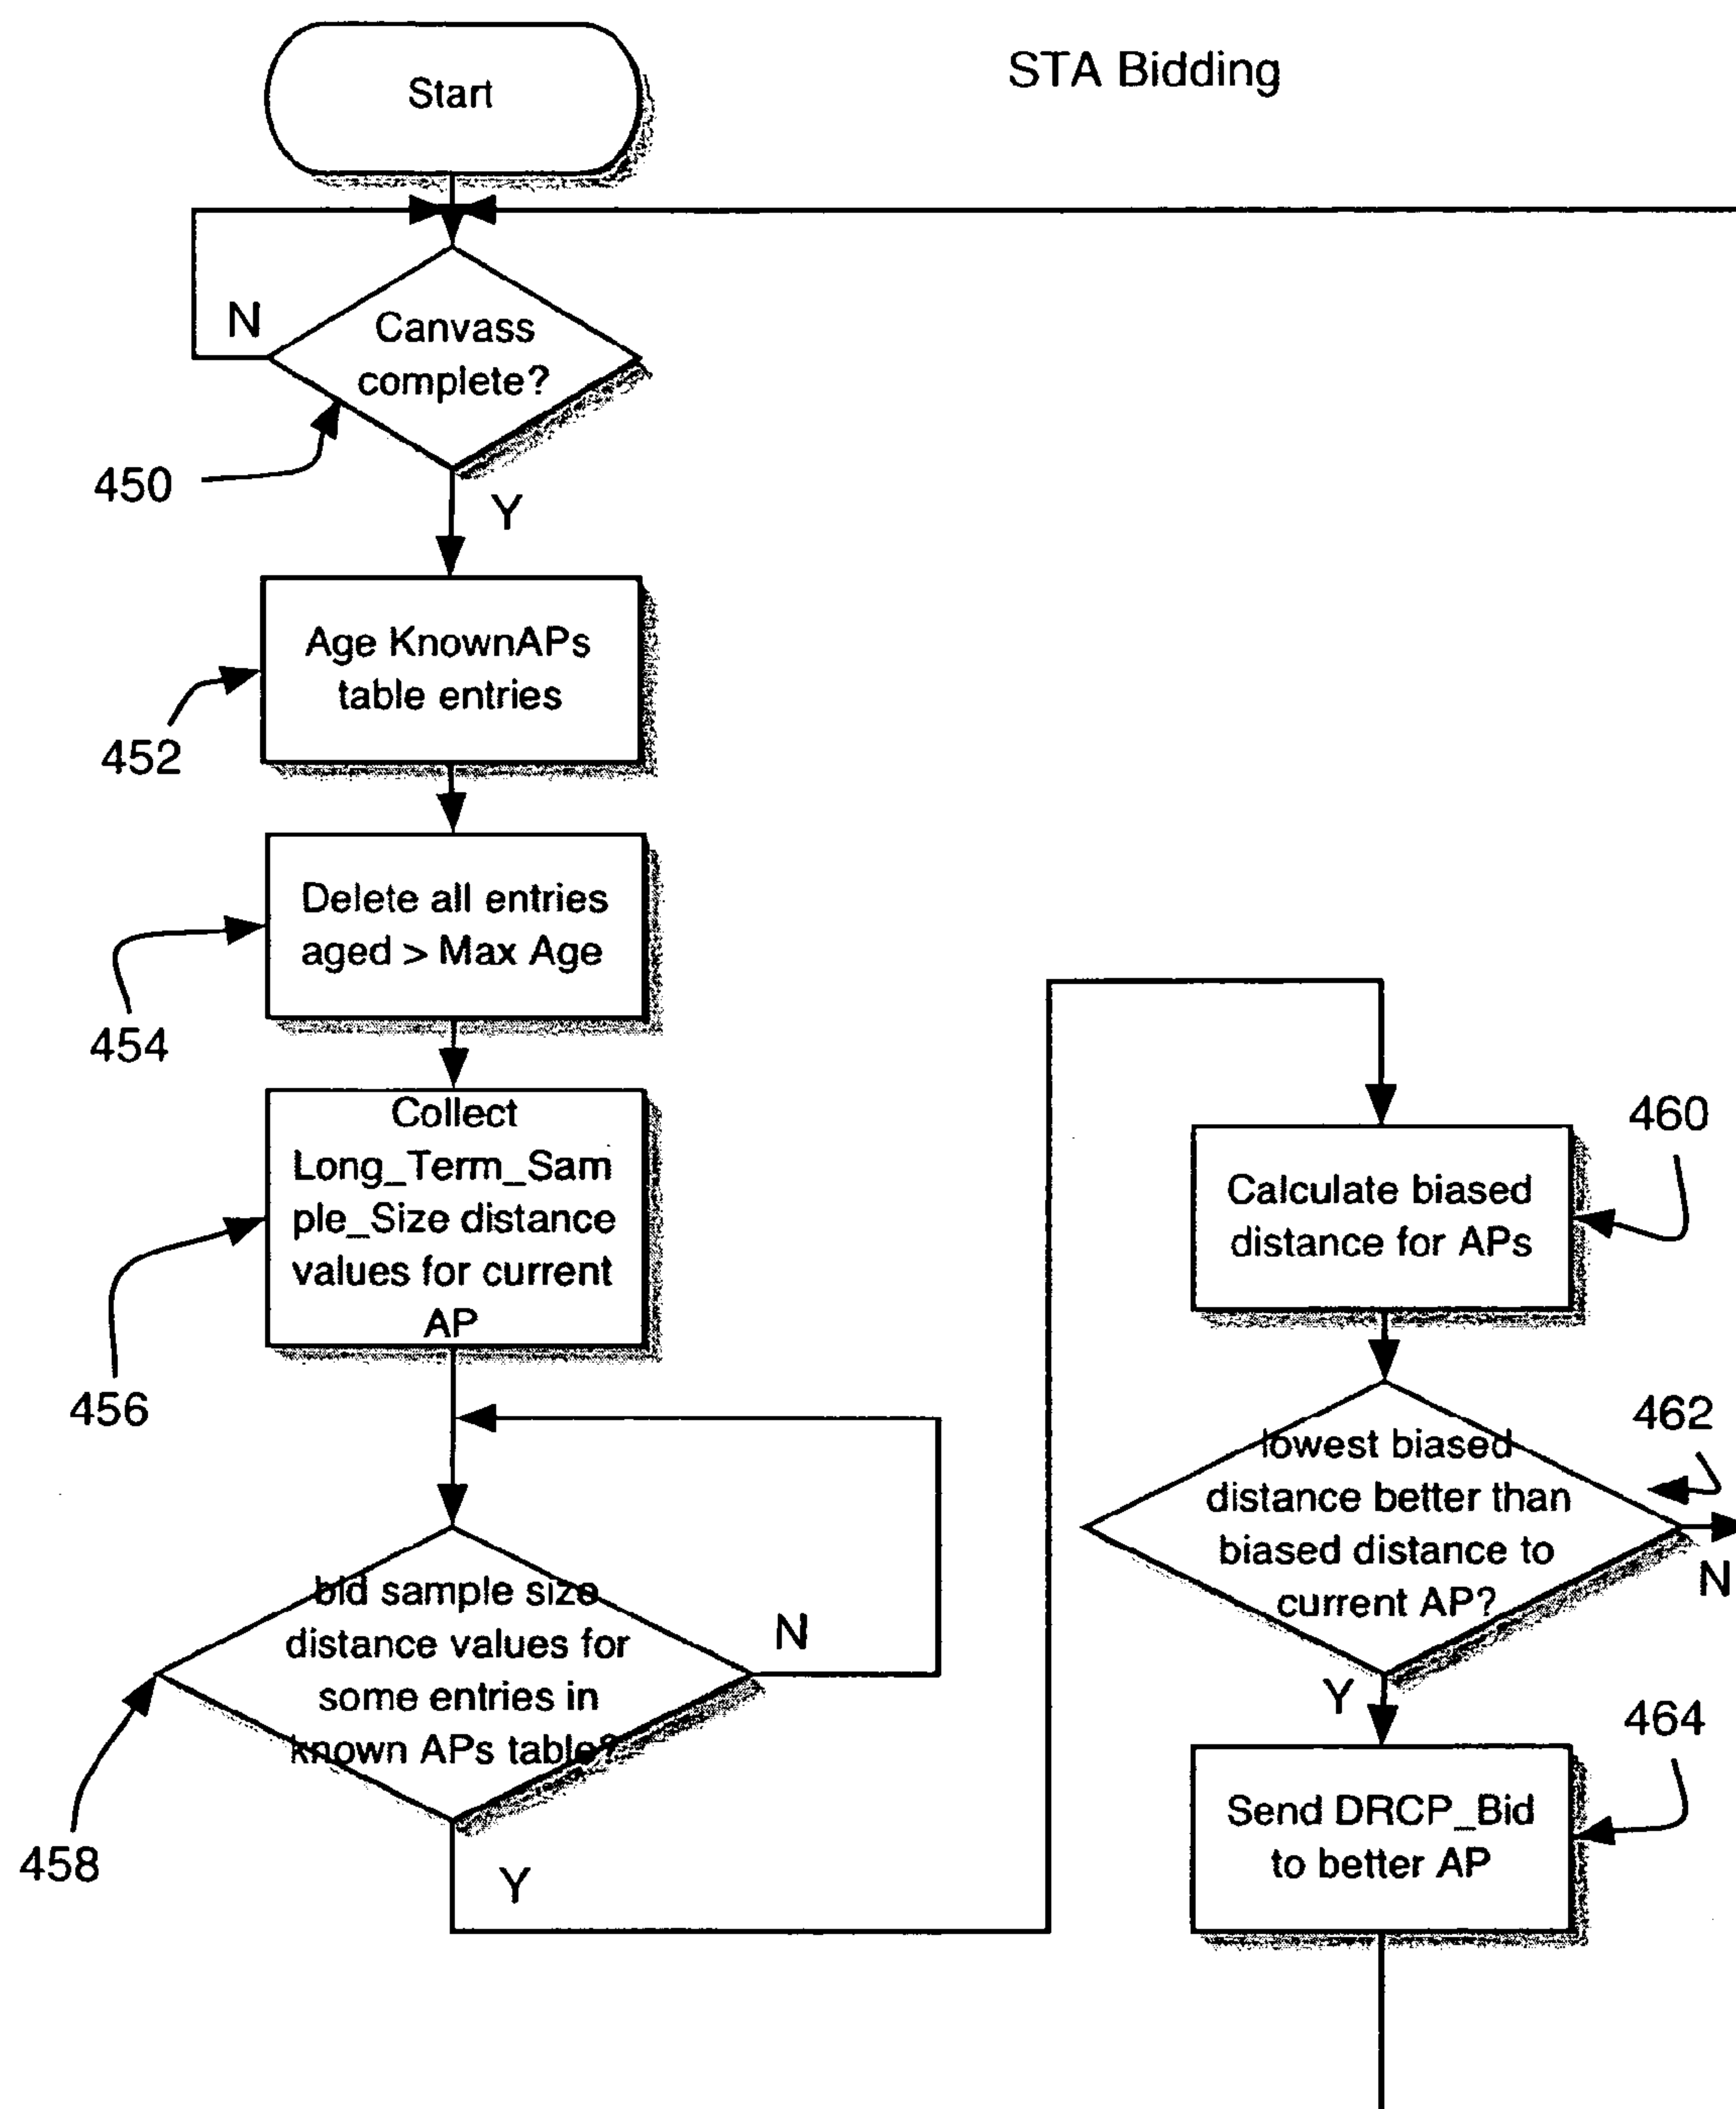 STA Bidding
Start
N
Canvass
complete?
450
Y
Age KnownAPs
table entries
452
Delete all entries
aged > Max Age
454
Collect
Long_Term_Sam
ple_Size distance
values for current
AP
456
bid sample size
distance values for
some entries in
known APs table?
N
458
Y
460
Calculate biased
distance for APs
462
lowest biased
distance better than
biased distance to
current AP?
N
Y
464
Send DRCP_Bid
to better AP